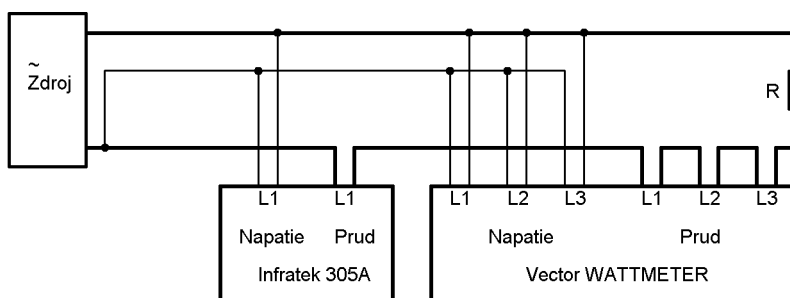 ~
Zdroj
R
L1 L1 L1 L2 L3 L1 L2 L3
Napatie Prud Napatie Prud
Infratek 305A Vector WATTMETER